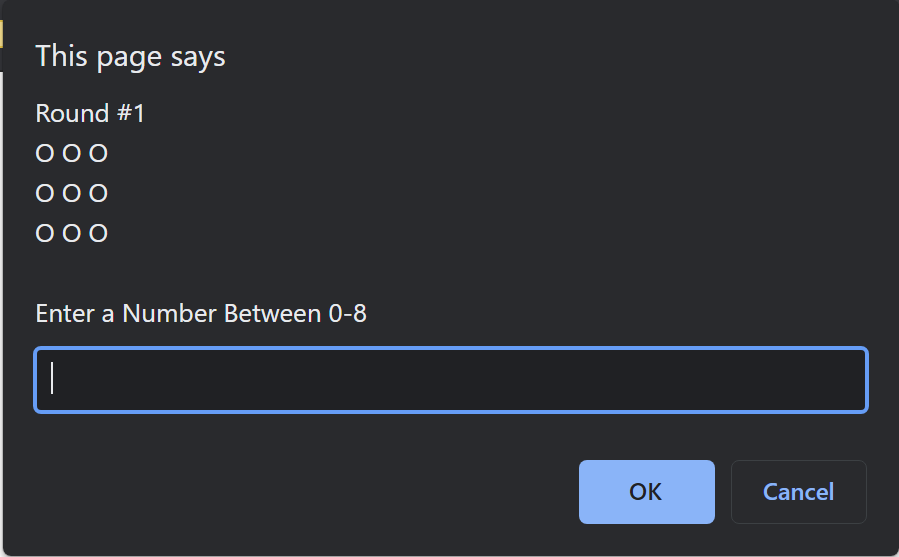 This page says
Round #1
O O O
O O O
O O O
Enter a Number Between 0-8
OK
Cancel